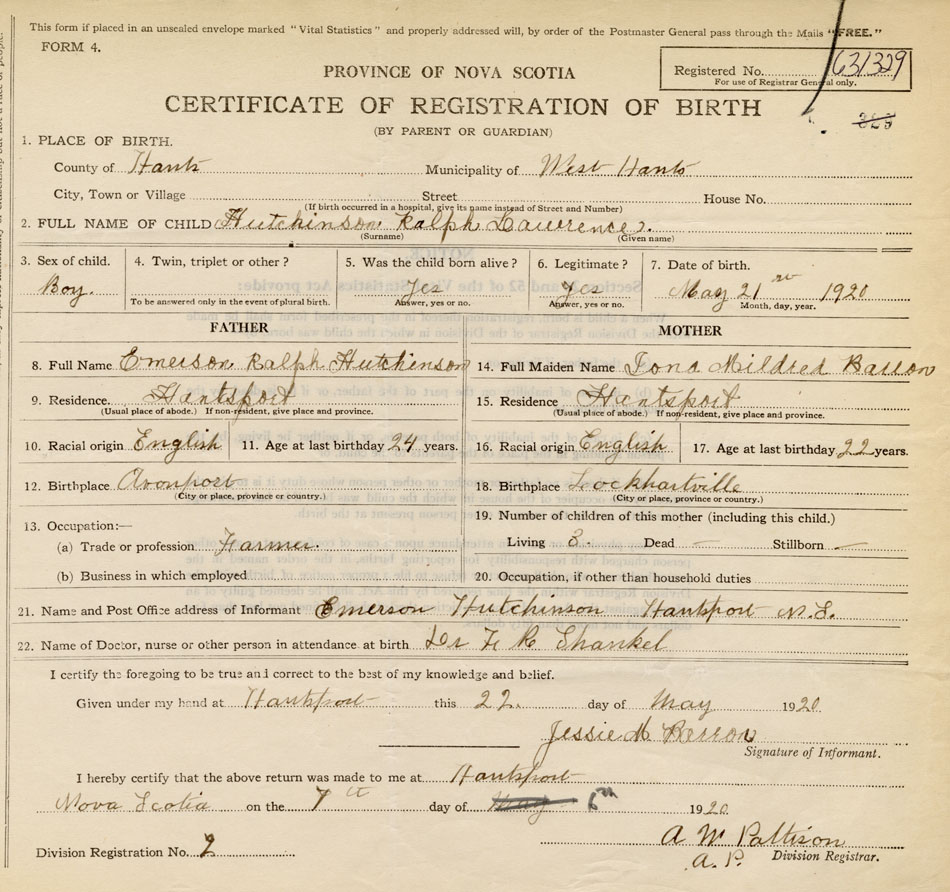 This form if placed in an unsealed envelope marked "Vital Statistics" and properly addressed will, by order of the Postmaster General pass through the Mails "FREE."
FORM 4.
Registered No. 631329
For use of Registrar General only.
PROVINCE OF NOVA SCOTIA
CERTIFICATE OF REGISTRATION OF BIRTH
(BY PARENT OR GUARDIAN)
1. PLACE OF BIRTH.
County of Hants Municipality of West Hants
City, Town or Village Street House No.
(If birth occurred in a hospital, give its name instead of Street and Number)
2. FULL NAME OF CHILD Hutchinson Ralph Lawrence.
(Surname) (Given name)
3. Sex of child. 4. Twin, triplet or other? 5. Was the child born alive? 6. Legitimate? 7. Date of birth.
Boy. Yes Yes May 21 1920
To be answered only in the event of plural birth. Answer, yes or no. Answer, yes or no. Month, day, year.
FATHER MOTHER
8. Full Name Emerson Ralph Hutchinson 14. Full Maiden Name Iona Mildred Barron
9. Residence. Hantsport 15. Residence Hantsport
(Usual place of abode.) If non-resident, give place and province. (Usual place of abode.) If non-resident, give place and province.
10. Racial origin English 11. Age at last birthday 24 years. 16. Racial origin English 17. Age at last birthday 22 years.
12. Birthplace Avonport 18. Birthplace Lockhartville
(City or place, province or country.) (City or place, province or country.)
13. Occupation:— 19. Number of children of this mother (including this child.)
(a) Trade or profession Farmer. Living 3. Dead — Stillborn —
(b) Business in which employed 20. Occupation, if other than household duties
21. Name and Post Office address of Informant Emerson Hutchinson Hantsport N.S.
22. Name of Doctor, nurse or other person in attendance at birth Dr F. R. Shankel
I certify the foregoing to be true and correct to the best of my knowledge and belief.
Given under my hand at Hantsport this 22. day of May 1920
Jessie M Barron
Signature of Informant.
I hereby certify that the above return was made to me at Hantsport
Nova Scotia on the 7th day of May 1920
A W Pattison
Division Registration No. 2 A. P. Division Registrar.